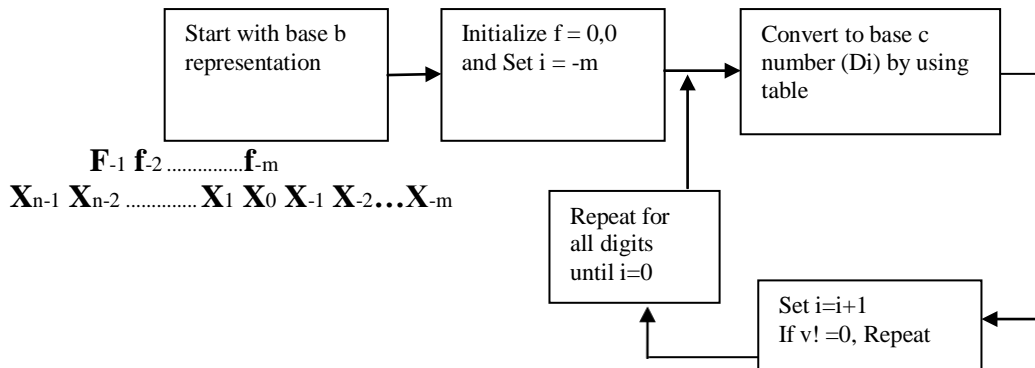 Start with base b
representation
Initialize f = 0,0
and Set i = -m
Convert to base c
number (Di) by using
table
F-1 f-2 ...............f-m
Xn-1 Xn-2 ............. X1 X0 X-1 X-2...X-m
Repeat for
all digits
until i=0
Set i=i+1
If v! =0, Repeat